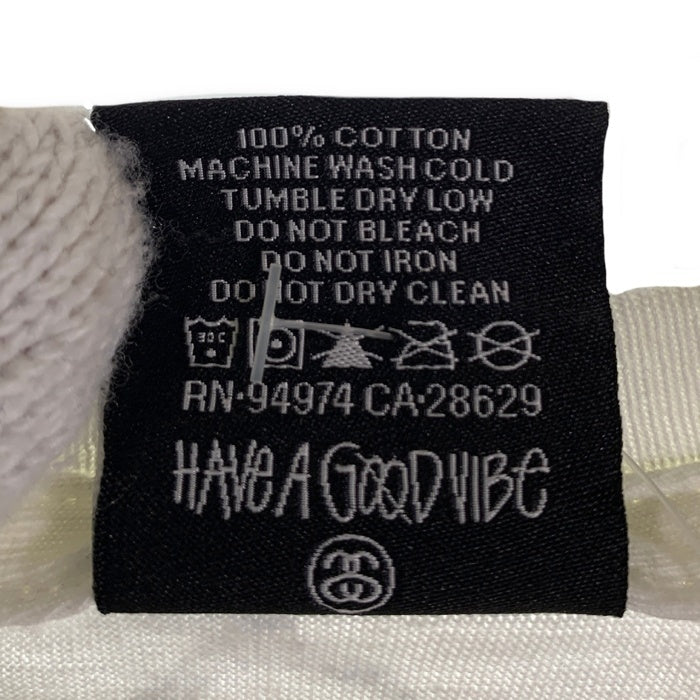 100% COTTON
MACHINE WASH COLD
TUMBLE DRY LOW
DO NOT BLEACH
DO NOT IRON
DO NOT DRY CLEAN
30C
RN·94974 CA·28629
HAVE A GOOD VIBE